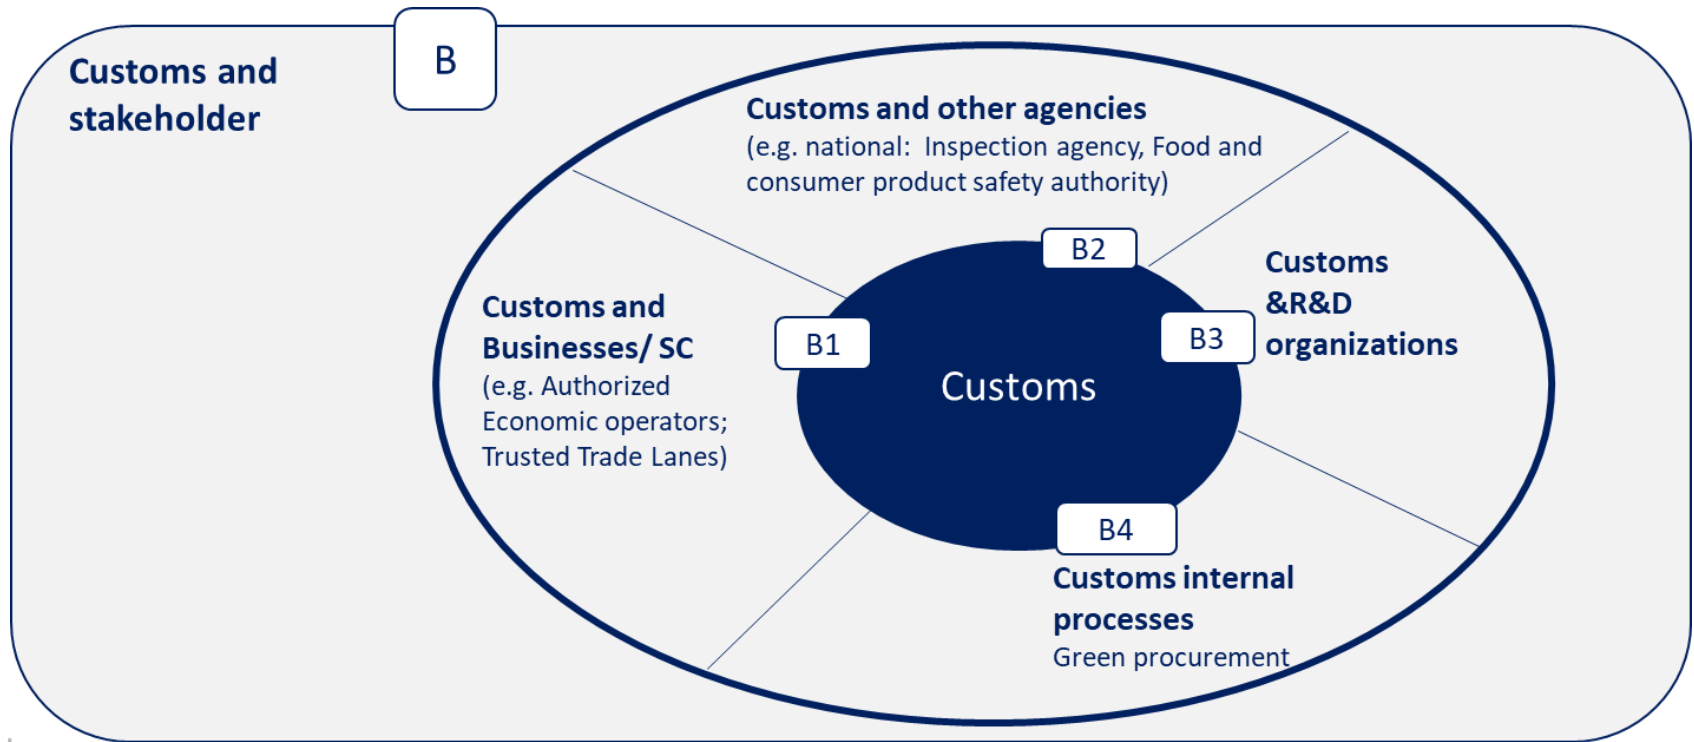 Customs and
stakeholder
B
Customs and other agencies
(e.g. national:  Inspection agency, Food and
consumer product safety authority)
B2
Customs
&R&D
organizations
B3
Customs and
Businesses/ SC
(e.g. Authorized
Economic operators;
Trusted Trade Lanes)
B1
Customs
B4
Customs internal
processes
Green procurement